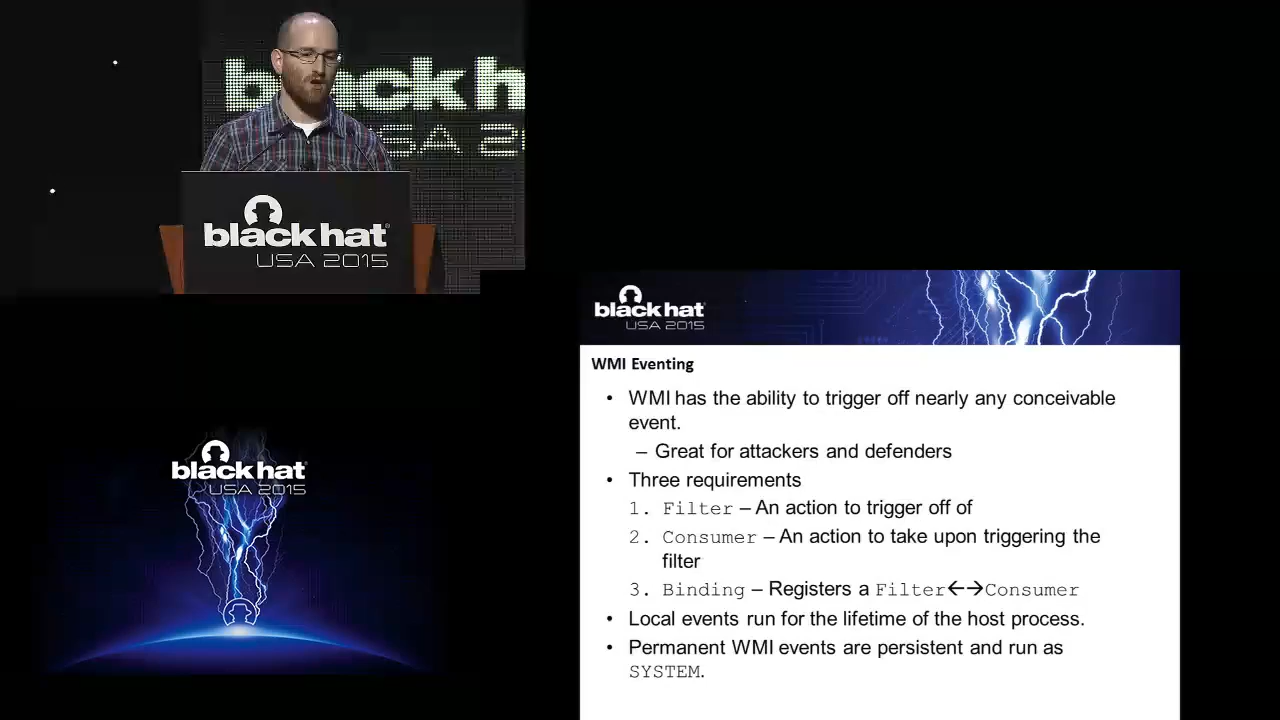 black h
USA 2
black hat
USA 2015
black hat
USA 2015
black hat
USA 2015
WMI Eventing
• WMI has the ability to trigger off nearly any conceivable
event.
– Great for attackers and defenders
• Three requirements
1. Filter – An action to trigger off of
2. Consumer – An action to take upon triggering the
filter
3. Binding – Registers a Filter←→Consumer
• Local events run for the lifetime of the host process.
• Permanent WMI events are persistent and run as
SYSTEM.